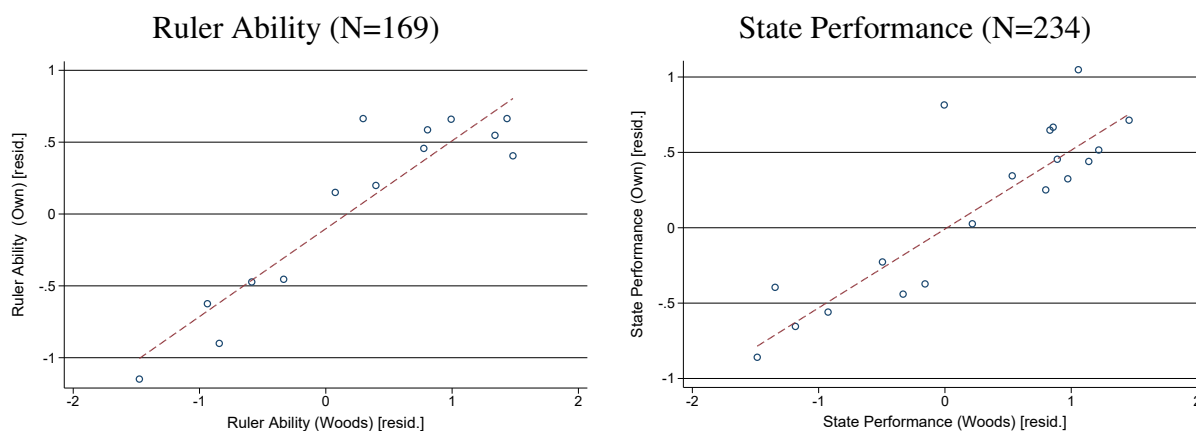 Ruler Ability (N=169)
1
.5
0
-.5
-1
-2 -1 0 1 2
Ruler Ability (Own) [resid.]
Ruler Ability (Woods) [resid.]
State Performance (N=234)
1
.5
0
-.5
-1
-2 -1 0 1 2
State Performance (Own) [resid.]
State Performance (Woods) [resid.]